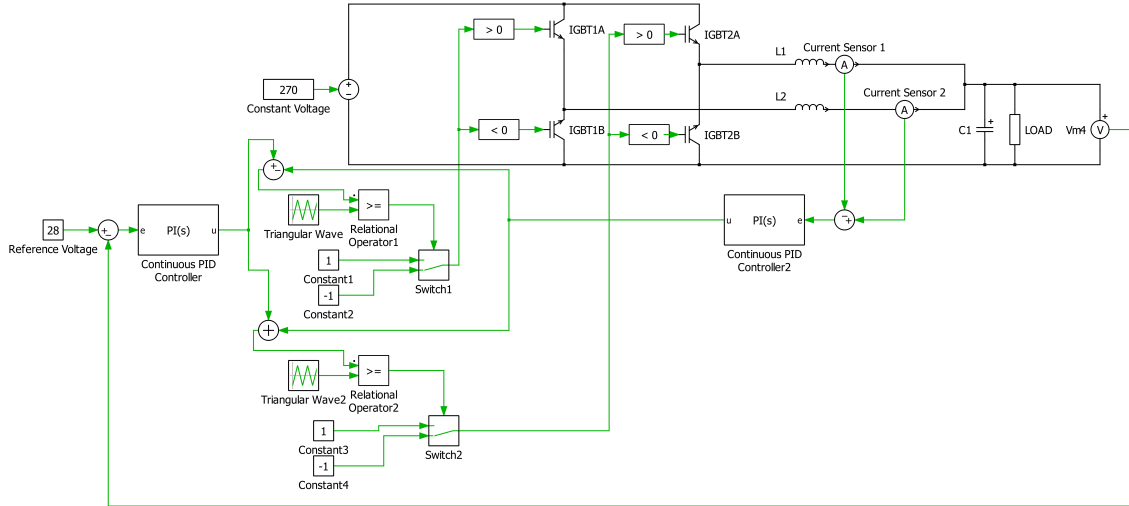 > 0
IGBT1A
> 0
IGBT2A
L1
Current Sensor 1
A
270
Constant Voltage
+
−
L2
Current Sensor 2
A
< 0
IGBT1B
< 0
IGBT2B
C1
+
LOAD
Vm4
+
V
+
−
Triangular Wave
>=
Relational
Operator1
28
Reference Voltage
+
−
e
PI(s)
u
Continuous PID
Controller
u
PI(s)
e
Continuous PID
Controller2
−
+
1
Constant1
-1
Constant2
Switch1
+
Triangular Wave2
>=
Relational
Operator2
1
Constant3
-1
Constant4
Switch2